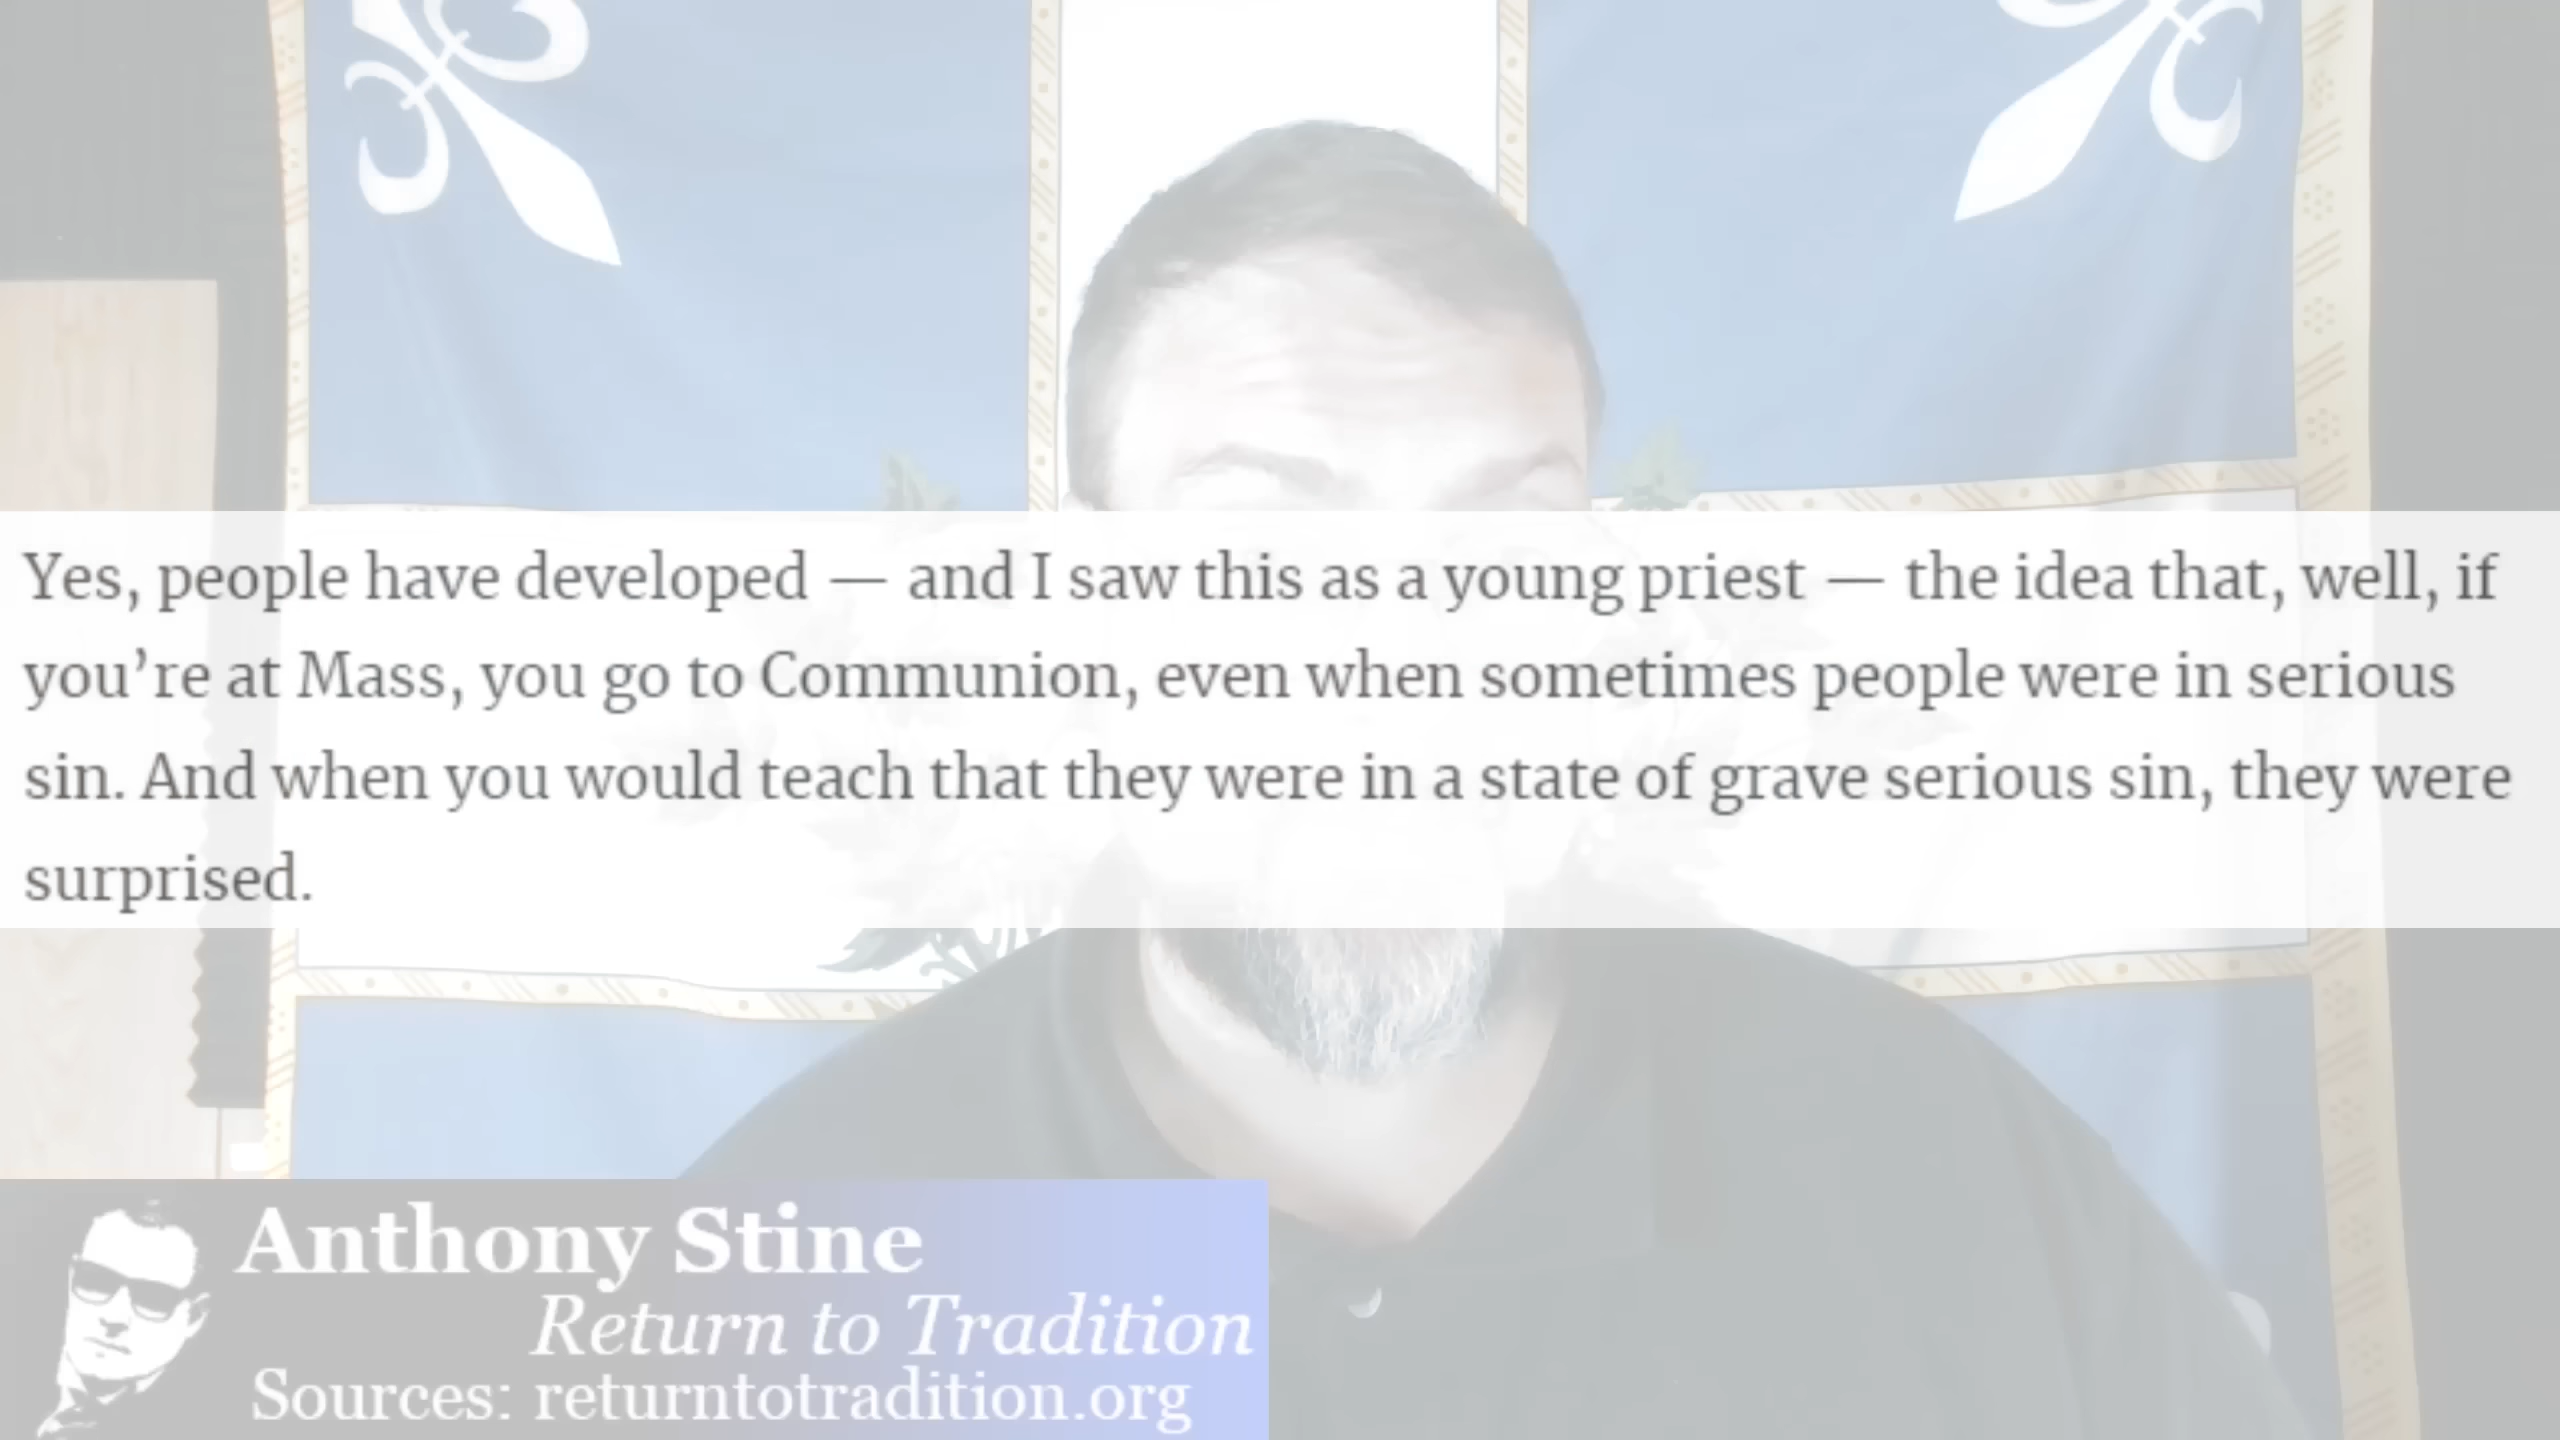 Yes, people have developed — and I saw this as a young priest — the idea that, well, if
you’re at Mass, you go to Communion, even when sometimes people were in serious
sin. And when you would teach that they were in a state of grave serious sin, they were
surprised.
Anthony Stine
Return to Tradition
Sources: returntotradition.org